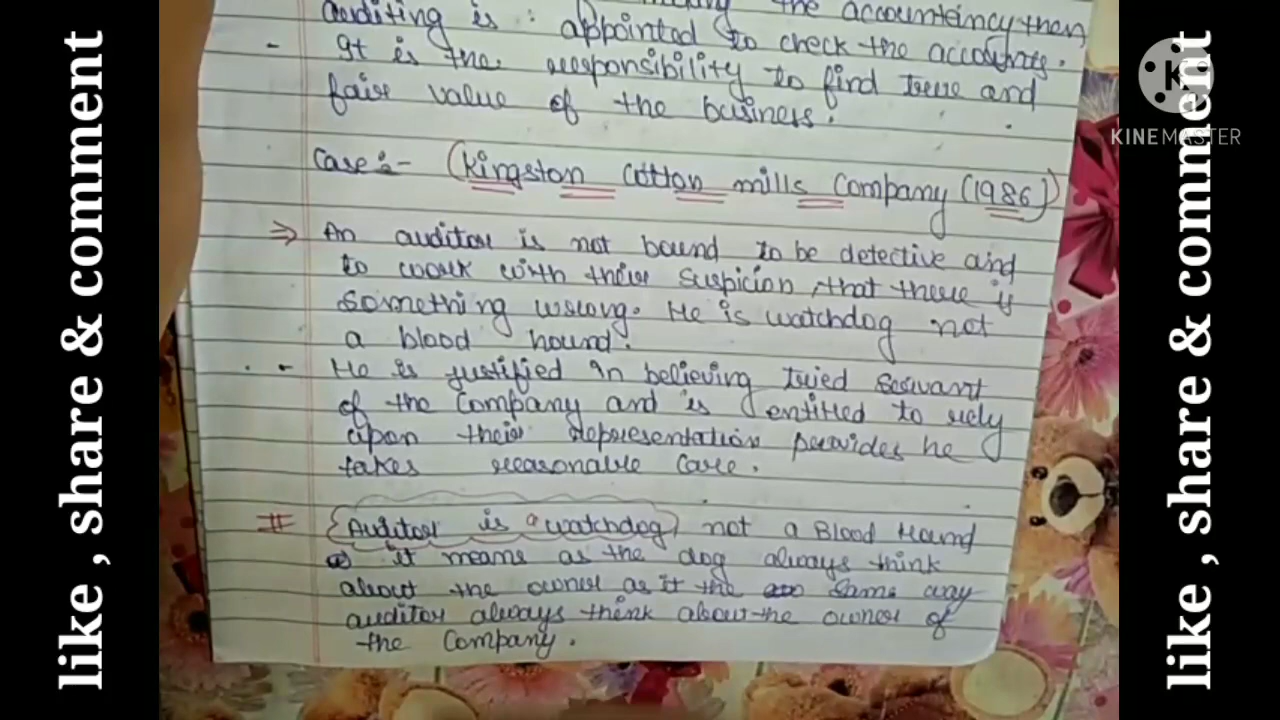 the accountancy then
auditing is : appointed to check the accounts.
- It is the responsibility to find true and
fair value of the business.
Case :- (Kingston Cotton mills Company (1986)
⇒ An auditor is not bound to be detective and
to work with their suspicion, that there is
something wrong. He is watchdog not
a blood hound.
- He is justified In believing tried servant
of the Company and is entitled to rely
upon their representation provides he
takes reasonable care.
# Auditor is a watchdog not a Blood Hound
it means as the dog always think
about the owner as it the same way
auditor always think about the owner of
the Company.
like , share & comment
like , share & comment
K
KINEMASTER